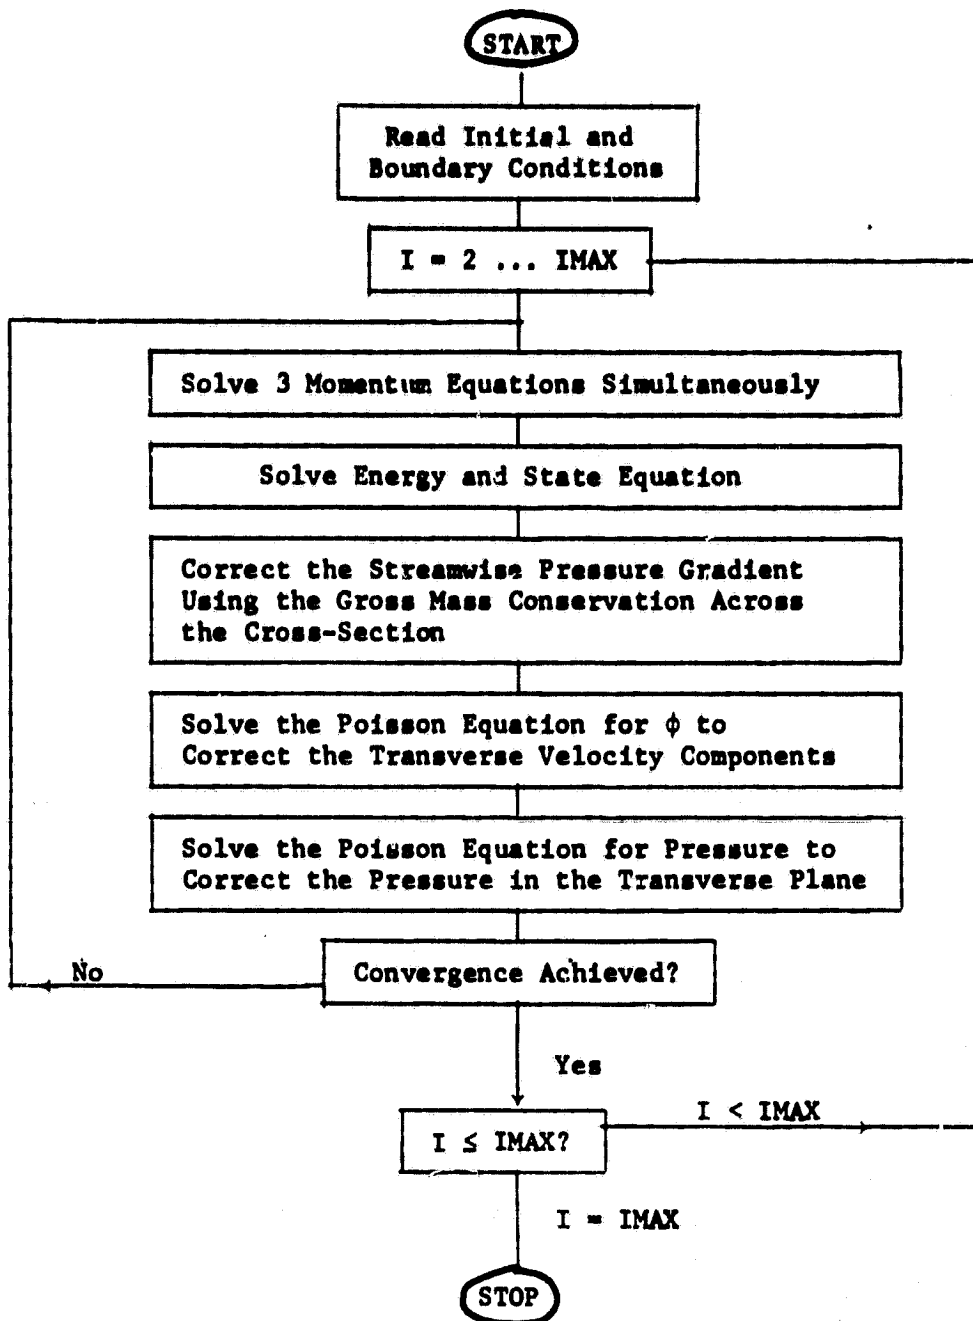 START
Read Initial and
Boundary Conditions
I = 2 ... IMAX
Solve 3 Momentum Equations Simultaneously
Solve Energy and State Equation
Correct the Streamwise Pressure Gradient
Using the Gross Mass Conservation Across
the Cross-Section
Solve the Poisson Equation for ϕ to
Correct the Transverse Velocity Components
Solve the Poisson Equation for Pressure to
Correct the Pressure in the Transverse Plane
No
Convergence Achieved?
Yes
I < IMAX
I ≤ IMAX?
I = IMAX
STOP